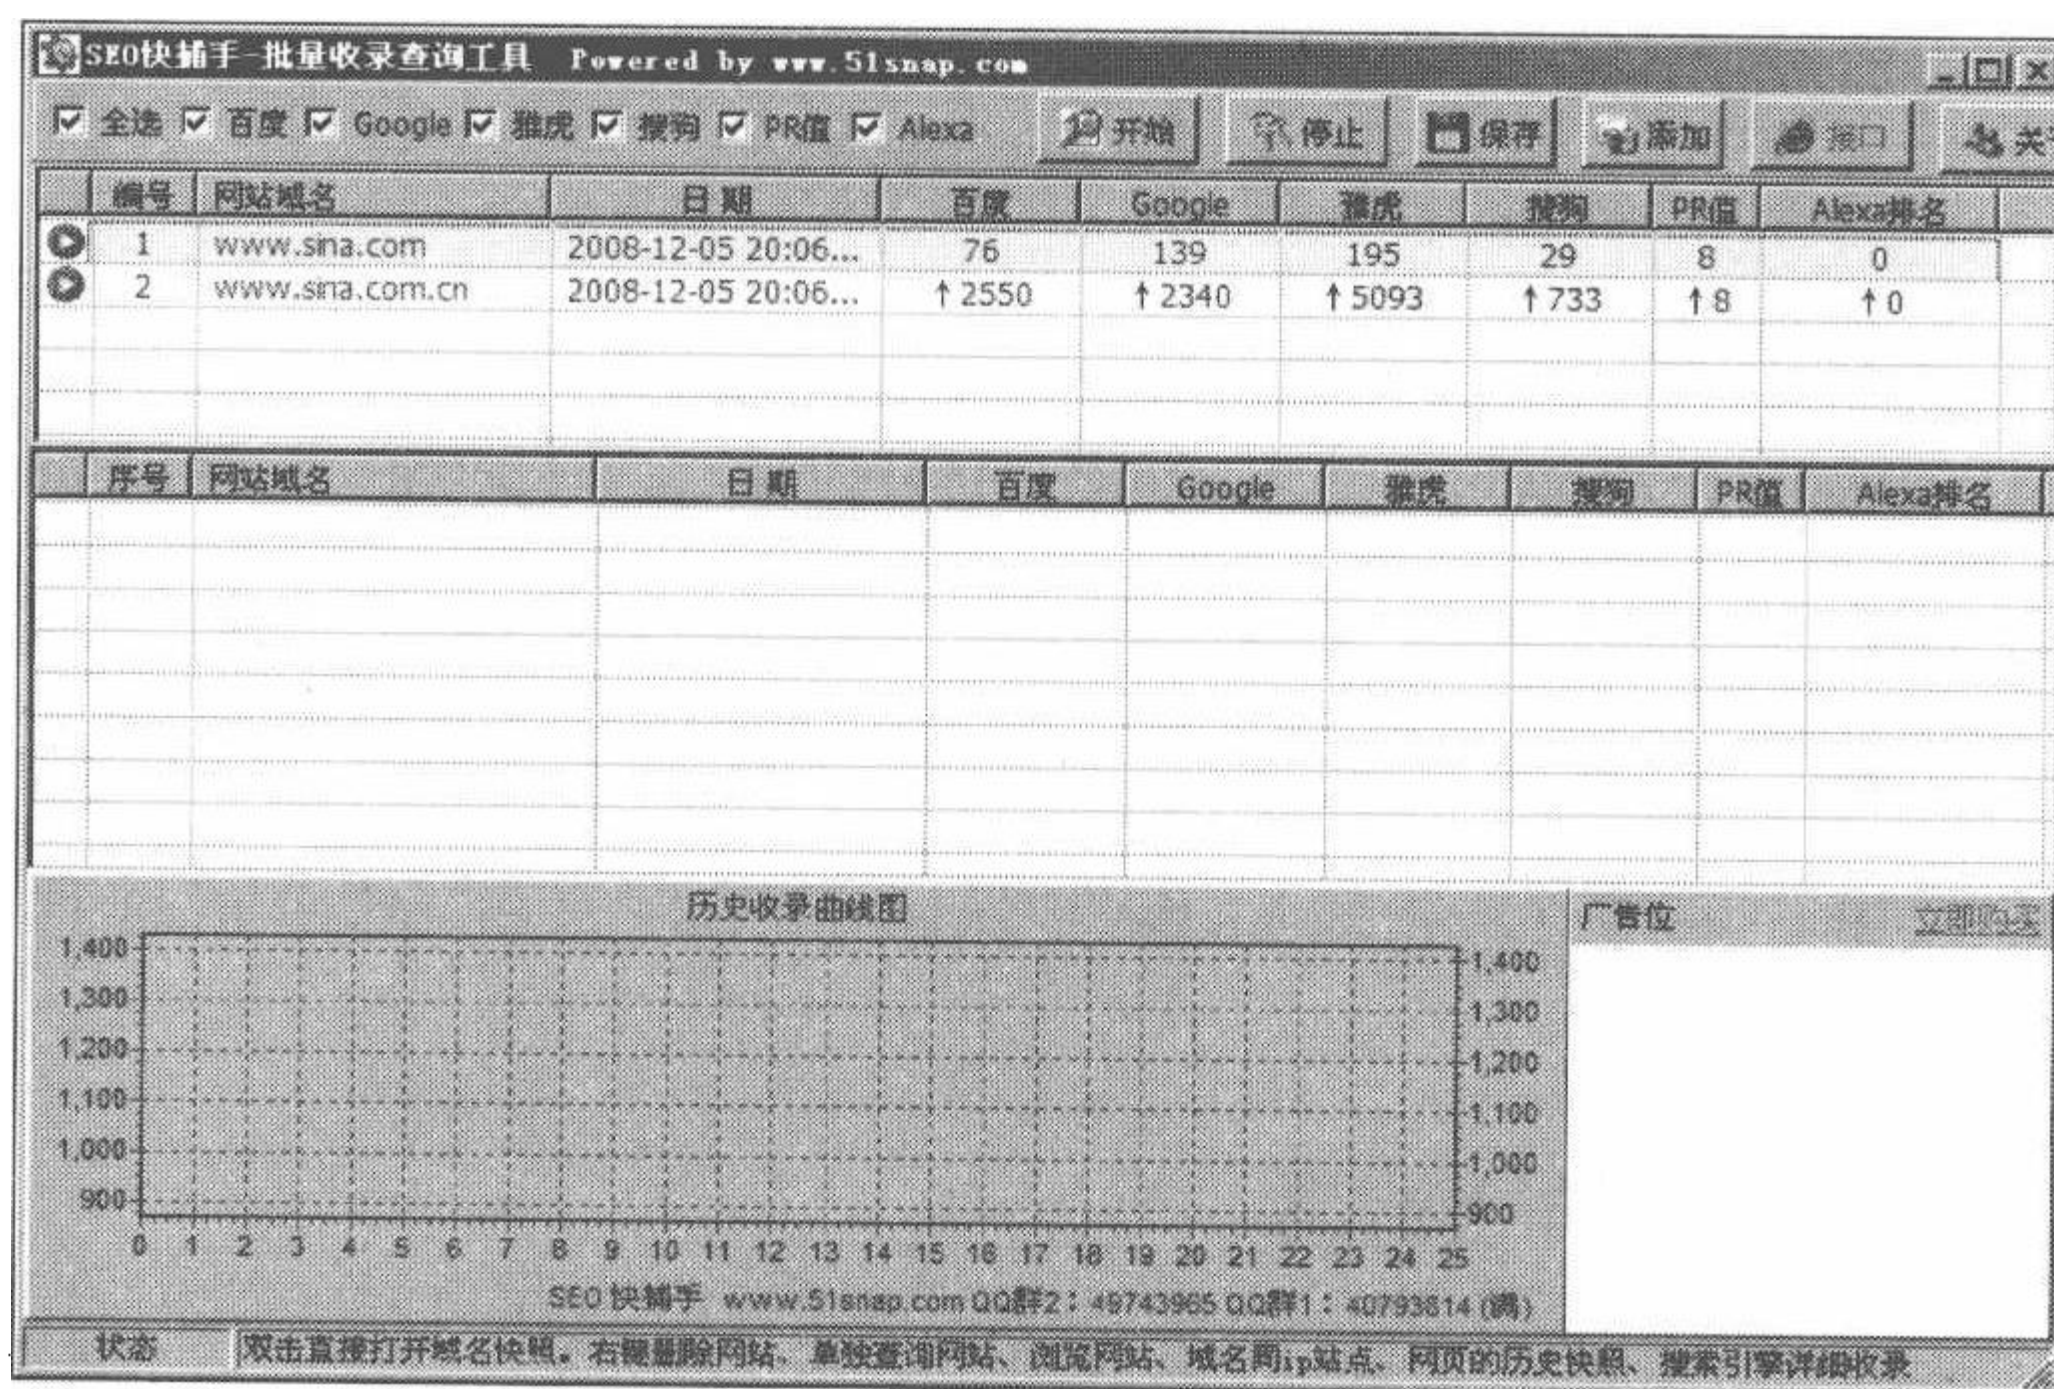 SEO快捕手-批量收录查询工具 Powered by www.51snap.com
全选 百度 Google 雅虎 搜狗 PR值 Alexa 开始 停止 保存 添加 接口
编号 网站域名 日期 百度 Google 雅虎 搜狗 PR值 Alexa排名
1 www.sina.com 2008-12-05 20:06... 76 139 195 29 8 0
2 www.sina.com.cn 2008-12-05 20:06... ↑2550 ↑2340 ↑5093 ↑733 ↑8 ↑0
序号 网站域名 日期 百度 Google 雅虎 搜狗 PR值 Alexa排名
历史收录曲线图
广告位 立即购买
1,400 1,400
1,300 1,300
1,200 1,200
1,100 1,100
1,000 1,000
900 900
0 1 2 3 4 5 6 7 8 9 10 11 12 13 14 15 16 17 18 19 20 21 22 23 24 25
SEO 快捕手 www.51snap.com QQ群2：49743965 QQ群1：40793814 (满)
状态 双击直接打开域名快照。右键删除网站、单独查询网站、浏览网站、域名同ip站点、网页的历史快照、搜索引擎详细收录